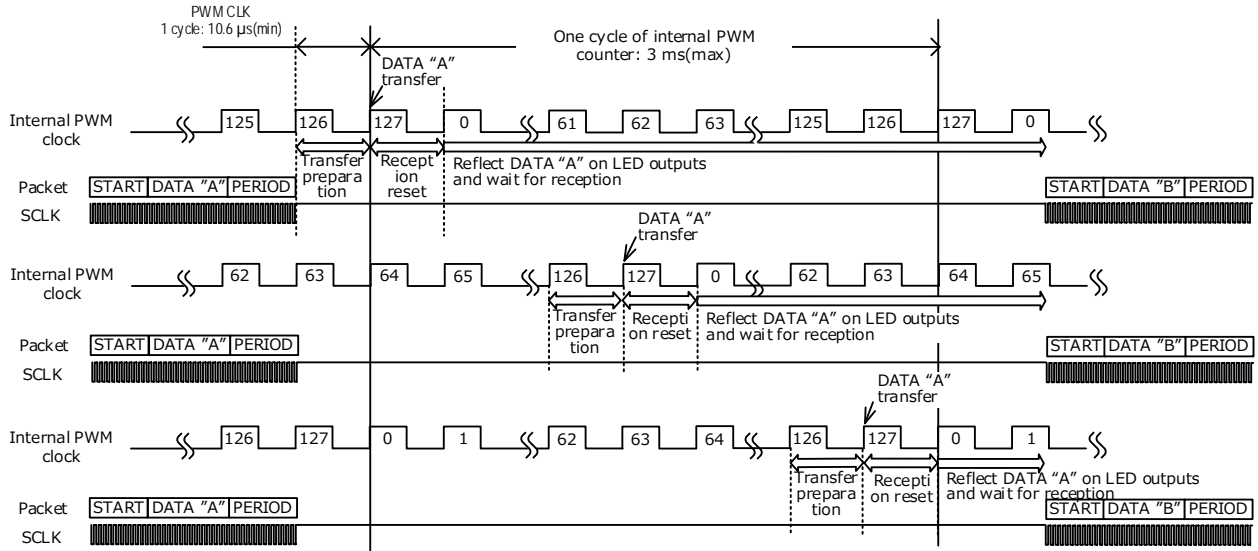 PWM CLK
1 cycle: 10.6 µs(min)
One cycle of internal PWM
counter: 3 ms(max)
DATA “A”
transfer
Internal PWM
clock
125 126 127 0 61 62 63 125 126 127 0
Transfer
prepara
tion
Recept
ion
reset
Reflect DATA “A” on LED outputs
and wait for reception
Packet START DATA “A” PERIOD START DATA “B” PERIOD
SCLK
DATA “A”
transfer
Internal PWM
clock
62 63 64 65 126 127 0 62 63 64 65
Transfer
prepara
tion
Recepti
on reset
Reflect DATA “A” on LED outputs
and wait for reception
Packet START DATA “A” PERIOD START DATA “B” PERIOD
SCLK
DATA “A”
transfer
Internal PWM
clock
126 127 0 1 62 63 64 126 127 0 1
Transfer
prepara
tion
Recepti
on reset
Reflect DATA “A” on LED outputs
and wait for reception
Packet START DATA “A” PERIOD START DATA “B” PERIOD
SCLK